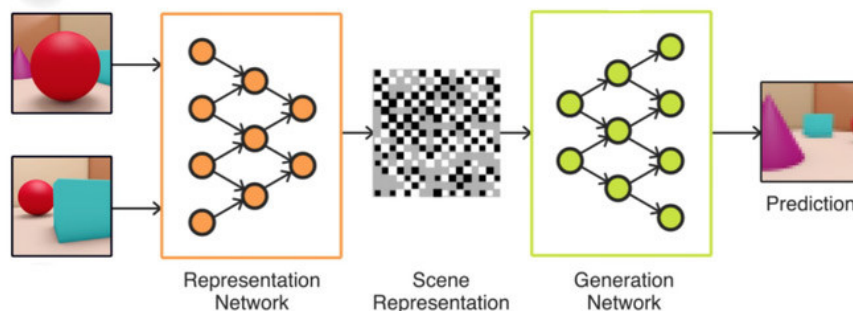 Prediction
Representation
Network
Scene
Representation
Generation
Network